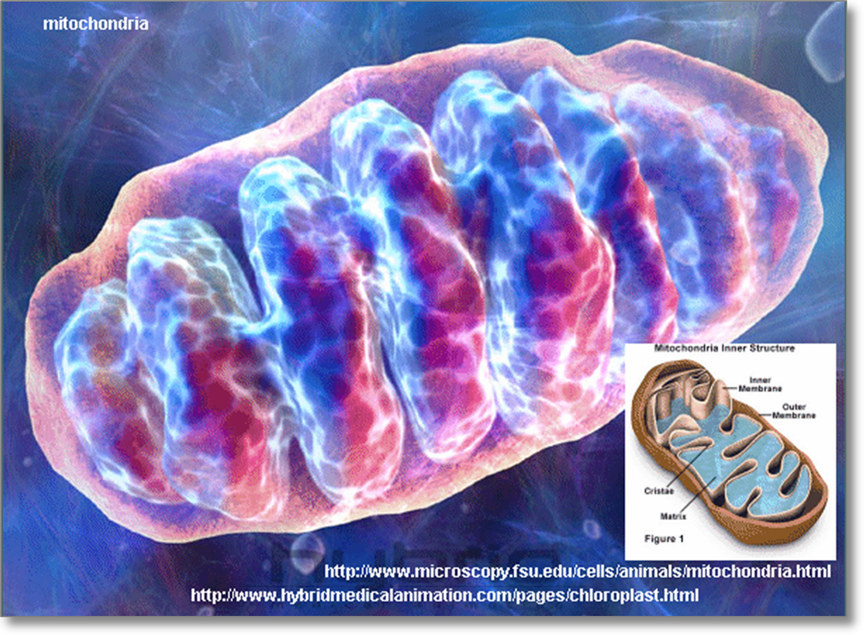 mitochondria
Mitochondria Inner Structure
Inner
Membrane
Outer
Membrane
Cristae
Matrix
Figure 1
hybrid
http://www.microscopy.fsu.edu/cells/animals/mitochondria.html
http://www.hybridmedicalanimation.com/pages/chloroplast.html